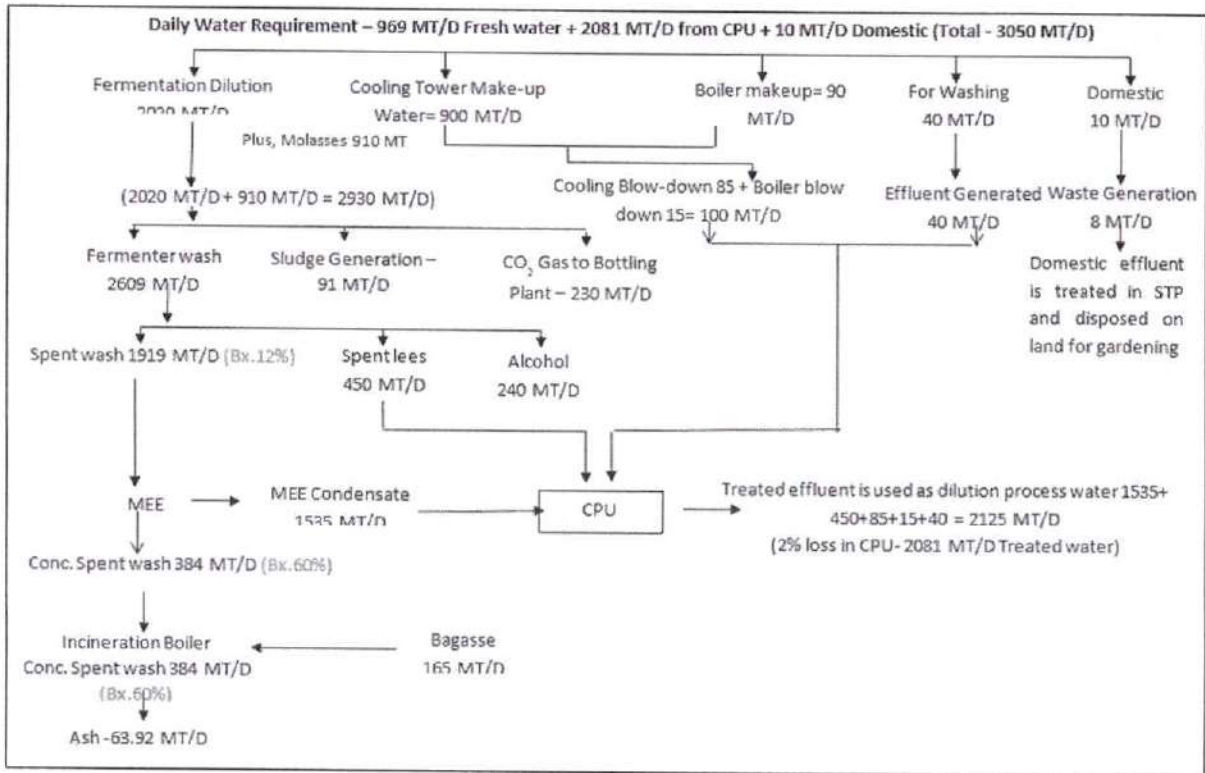 Daily Water Requirement – 969 MT/D Fresh water + 2081 MT/D from CPU + 10 MT/D Domestic (Total - 3050 MT/D)
Fermentation Dilution
MT/D
Cooling Tower Make-up
Water= 900 MT/D
Boiler makeup= 90
MT/D
For Washing
40 MT/D
Domestic
10 MT/D
Plus, Molasses 910 MT
(2020 MT/D + 910 MT/D = 2930 MT/D)
Cooling Blow-down 85 + Boiler blow
down 15= 100 MT/D
Effluent Generated
40 MT/D
Waste Generation
8 MT/D
Fermenter wash
2609 MT/D
Sludge Generation –
91 MT/D
CO₂ Gas to Bottling
Plant – 230 MT/D
Domestic effluent
is treated in STP
and disposed on
land for gardening
Spent wash 1919 MT/D (Bx.12%)
Spent lees
450 MT/D
Alcohol
240 MT/D
MEE
MEE Condensate
1535 MT/D
CPU
Treated effluent is used as dilution process water 1535+
450+85+15+40 = 2125 MT/D
(2% loss in CPU- 2081 MT/D Treated water)
Conc. Spent wash 384 MT/D (Bx.60%)
Incineration Boiler
Conc. Spent wash 384 MT/D
(Bx.60%)
Bagasse
165 MT/D
Ash -63.92 MT/D